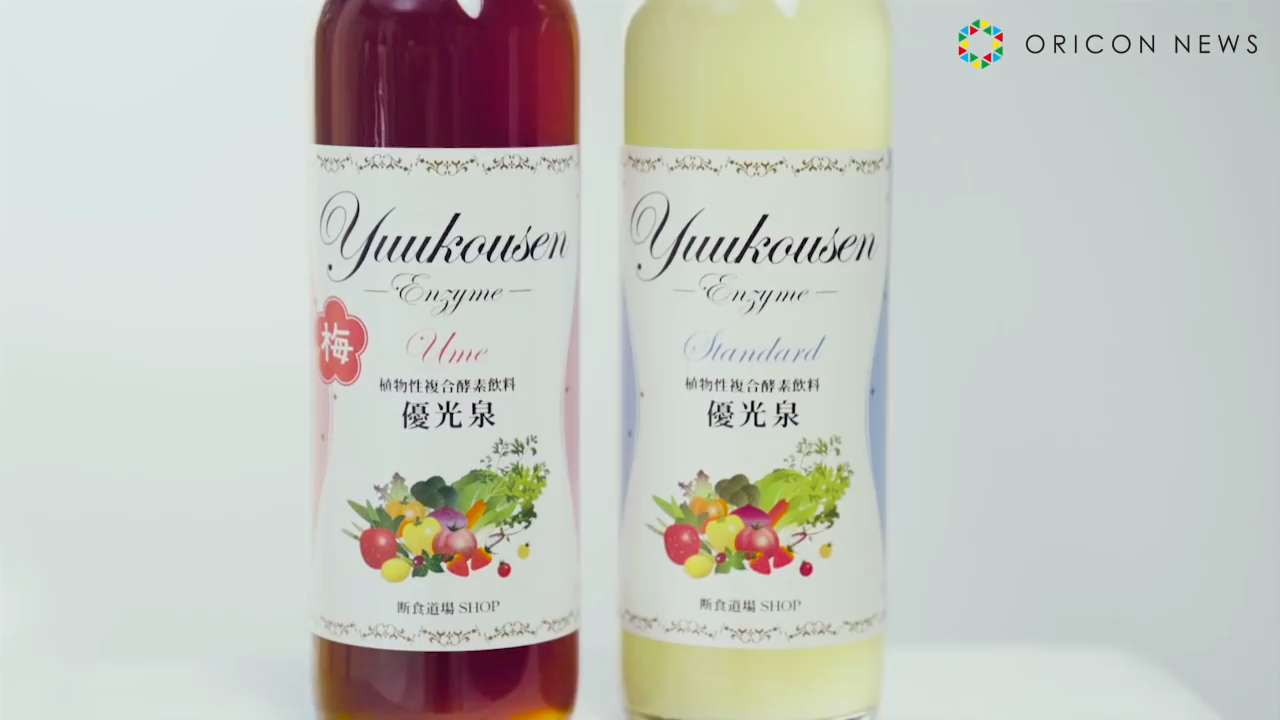 ORICON NEWS
Yuukousen
Enzyme
梅
Ume
植物性複合酵素飲料
優光泉
断食道場 SHOP
Yuukousen
Enzyme
Standard
植物性複合酵素飲料
優光泉
断食道場 SHOP